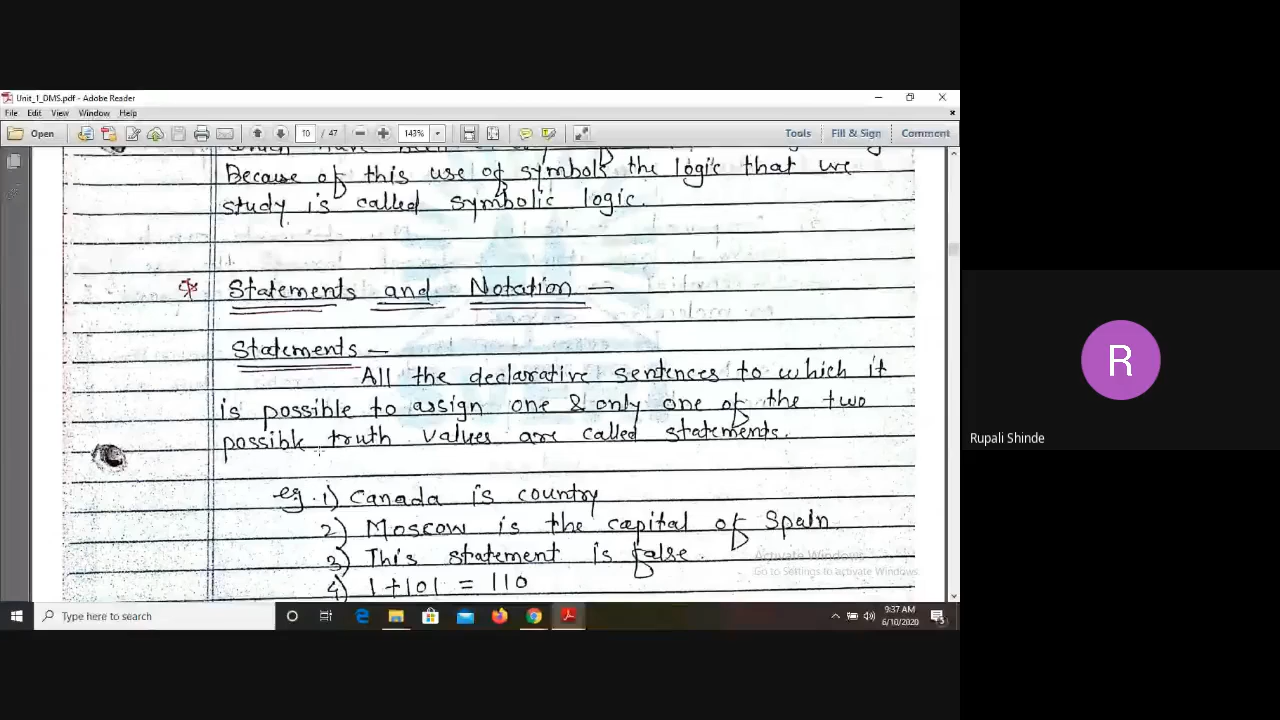 Unit_1_DMS.pdf - Adobe Reader
File Edit View Window Help
Open 10 / 47 143% Tools Fill & Sign Comment
which have been
Because of this use of symbols the logic that we
study is called symbolic logic.
* Statements and Notation —
Statements —
All the declarative sentences to which it
is possible to assign one & only one of the two
possible truth values are called statements.
eg. 1) Canada is country
2) Moscow is the capital of Spain
3) This statement is false.
4) 1 + 101 = 110
Activate Windows
Go to Settings to activate Windows.
R
Rupali Shinde
Type here to search
9:37 AM
6/10/2020